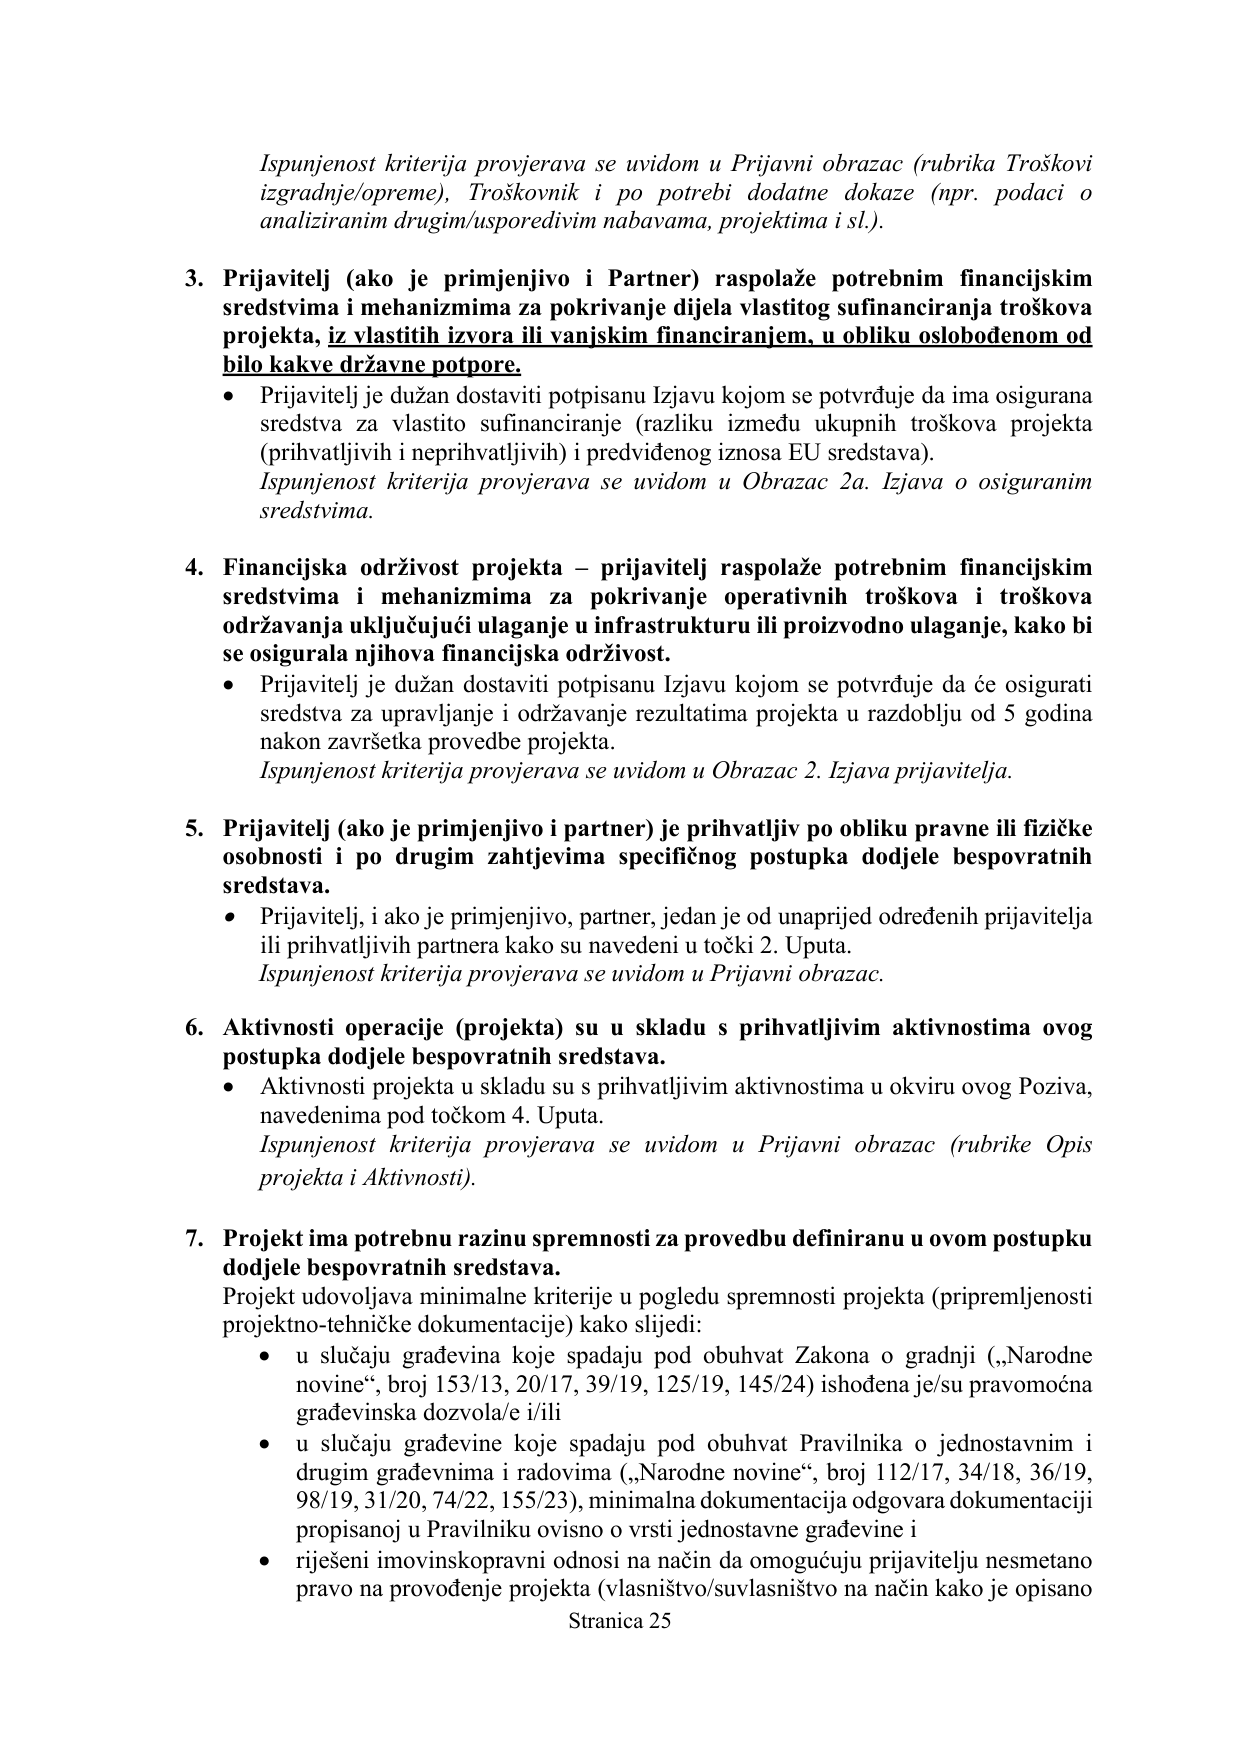 Ispunjenost kriterija provjerava se uvidom u Prijavni obrazac (rubrika Troškovi
izgradnje/opreme), Troškovnik i po potrebi dodatne dokaze (npr. podaci o
analiziranim drugim/usporedivim nabavama, projektima i sl.).
3. Prijavitelj (ako je primjenjivo i Partner) raspolaže potrebnim financijskim
sredstvima i mehanizmima za pokrivanje dijela vlastitog sufinanciranja troškova
projekta, iz vlastitih izvora ili vanjskim financiranjem, u obliku oslobođenom od
bilo kakve državne potpore.
• Prijavitelj je dužan dostaviti potpisanu Izjavu kojom se potvrđuje da ima osigurana
sredstva za vlastito sufinanciranje (razliku između ukupnih troškova projekta
(prihvatljivih i neprihvatljivih) i predviđenog iznosa EU sredstava).
Ispunjenost kriterija provjerava se uvidom u Obrazac 2a. Izjava o osiguranim
sredstvima.
4. Financijska održivost projekta – prijavitelj raspolaže potrebnim financijskim
sredstvima i mehanizmima za pokrivanje operativnih troškova i troškova
održavanja uključujući ulaganje u infrastrukturu ili proizvodno ulaganje, kako bi
se osigurala njihova financijska održivost.
• Prijavitelj je dužan dostaviti potpisanu Izjavu kojom se potvrđuje da će osigurati
sredstva za upravljanje i održavanje rezultatima projekta u razdoblju od 5 godina
nakon završetka provedbe projekta.
Ispunjenost kriterija provjerava se uvidom u Obrazac 2. Izjava prijavitelja.
5. Prijavitelj (ako je primjenjivo i partner) je prihvatljiv po obliku pravne ili fizičke
osobnosti i po drugim zahtjevima specifičnog postupka dodjele bespovratnih
sredstava.
• Prijavitelj, i ako je primjenjivo, partner, jedan je od unaprijed određenih prijavitelja
ili prihvatljivih partnera kako su navedeni u točki 2. Uputa.
Ispunjenost kriterija provjerava se uvidom u Prijavni obrazac.
6. Aktivnosti operacije (projekta) su u skladu s prihvatljivim aktivnostima ovog
postupka dodjele bespovratnih sredstava.
• Aktivnosti projekta u skladu su s prihvatljivim aktivnostima u okviru ovog Poziva,
navedenima pod točkom 4. Uputa.
Ispunjenost kriterija provjerava se uvidom u Prijavni obrazac (rubrike Opis
projekta i Aktivnosti).
7. Projekt ima potrebnu razinu spremnosti za provedbu definiranu u ovom postupku
dodjele bespovratnih sredstava.
Projekt udovoljava minimalne kriterije u pogledu spremnosti projekta (pripremljenosti
projektno-tehničke dokumentacije) kako slijedi:
• u slučaju građevina koje spadaju pod obuhvat Zakona o gradnji („Narodne
novine“, broj 153/13, 20/17, 39/19, 125/19, 145/24) ishođena je/su pravomoćna
građevinska dozvola/e i/ili
• u slučaju građevine koje spadaju pod obuhvat Pravilnika o jednostavnim i
drugim građevnima i radovima („Narodne novine“, broj 112/17, 34/18, 36/19,
98/19, 31/20, 74/22, 155/23), minimalna dokumentacija odgovara dokumentaciji
propisanoj u Pravilniku ovisno o vrsti jednostavne građevine i
• riješeni imovinskopravni odnosi na način da omogućuju prijavitelju nesmetano
pravo na provođenje projekta (vlasništvo/suvlasništvo na način kako je opisano
Stranica 25